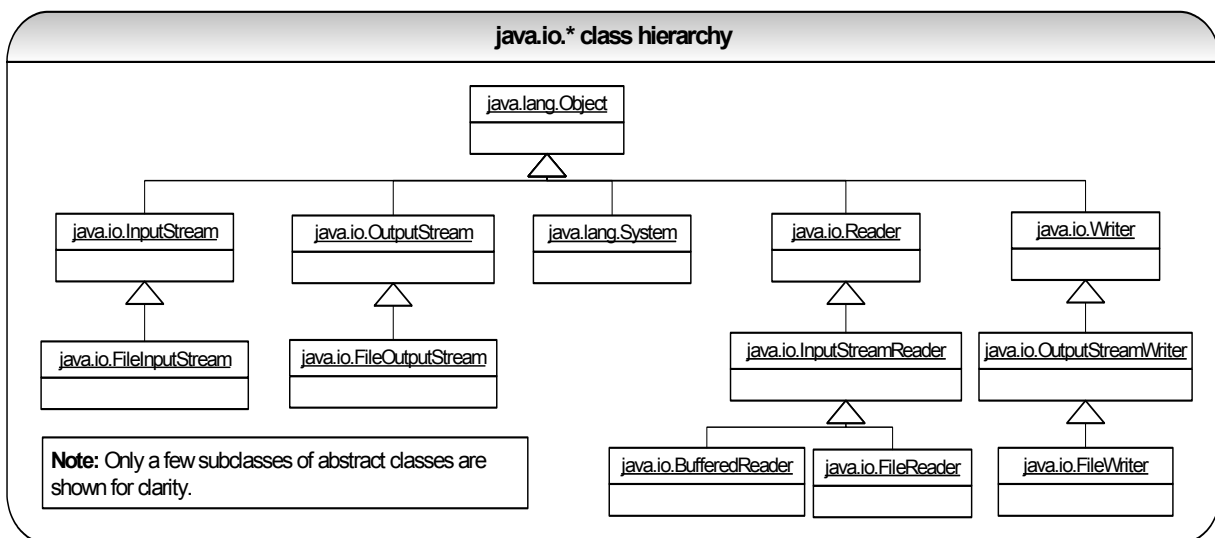 java.io.* class hierarchy
java.lang.Object
java.io.InputStream
java.io.OutputStream
java.lang.System
java.io.Reader
java.io.Writer
java.io.FileInputStream
java.io.FileOutputStream
java.io.InputStreamReader
java.io.OutputStreamWriter
java.io.BufferedReader
java.io.FileReader
java.io.FileWriter
Note: Only a few subclasses of abstract classes are
shown for clarity.